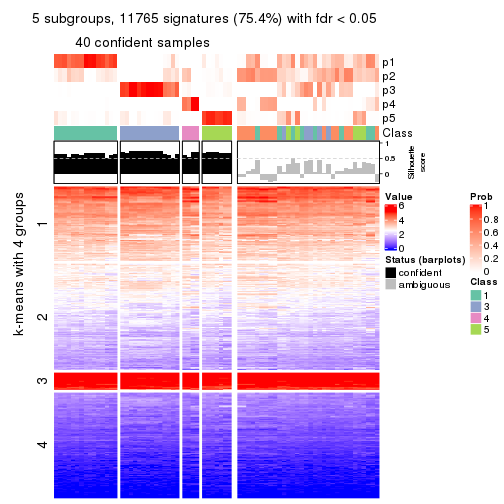 5 subgroups, 11765 signatures (75.4%) with fdr < 0.05
40 confident samples
p1
p2
p3
p4
p5
Class
1
0.5
0
Silhouette
score
k-means with 4 groups
1
2
3
4
Value
6
4
2
0
Status (barplots)
confident
ambiguous
Prob
1
0.8
0.6
0.4
0.2
0
Class
1
3
4
5